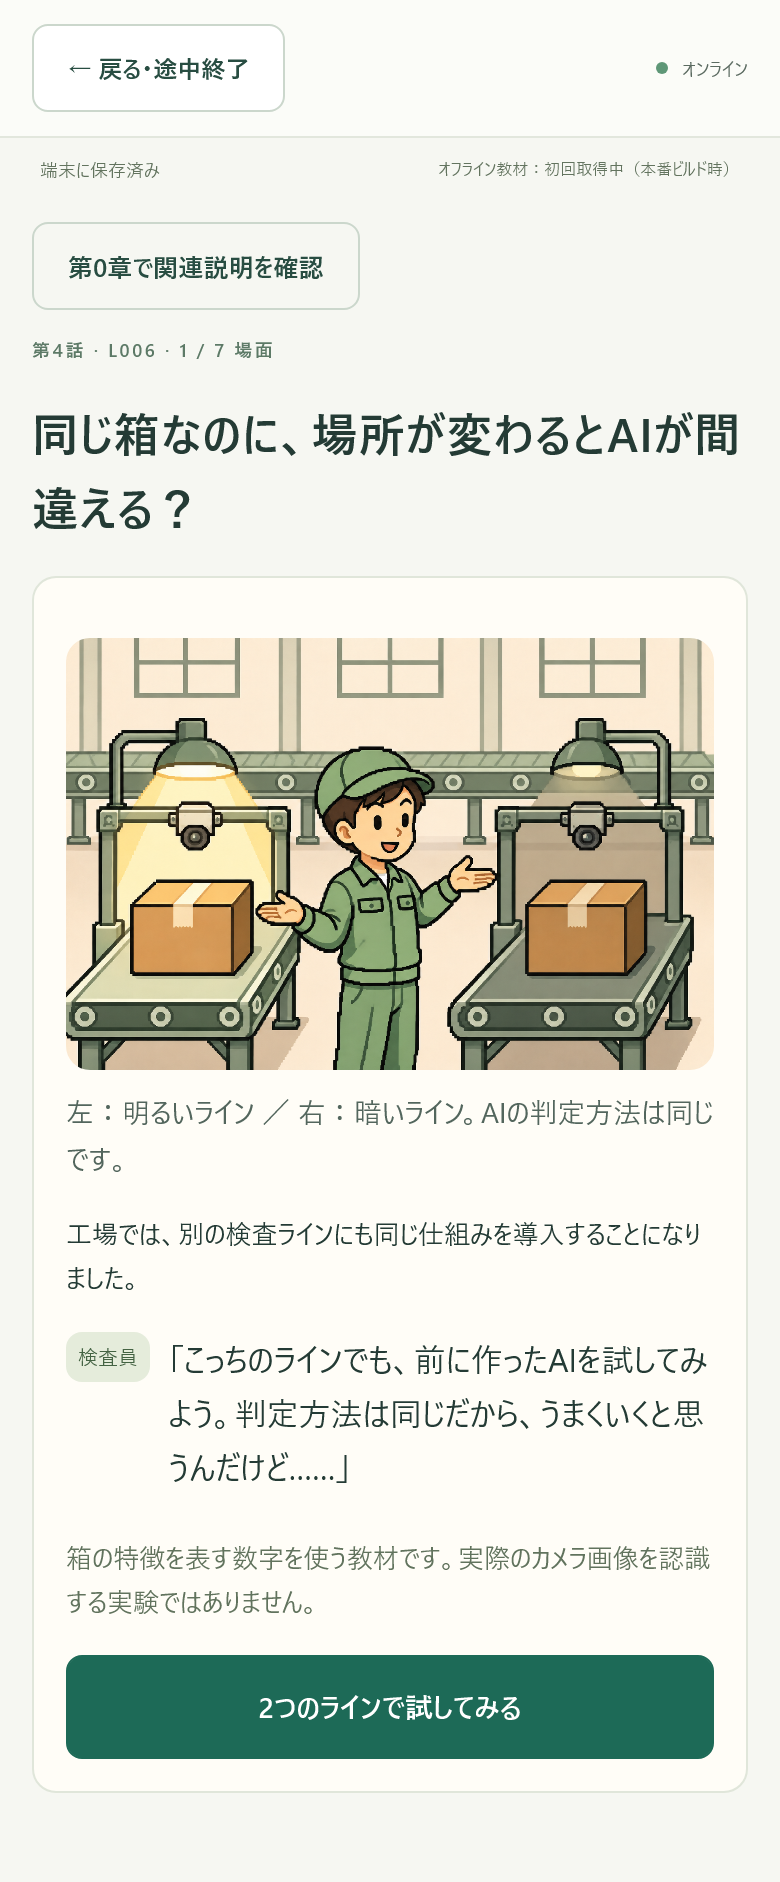 ← 戻る・途中終了
オンライン
端末に保存済み
オフライン教材：初回取得中（本番ビルド時）
第0章で関連説明を確認
第4話 · L006 · 1 / 7 場面
同じ箱なのに、場所が変わるとAIが間
違える？
左：明るいライン ／ 右：暗いライン。AIの判定方法は同じ
です。
工場では、別の検査ラインにも同じ仕組みを導入することになり
ました。
検査員
「こっちのラインでも、前に作ったAIを試してみ
よう。判定方法は同じだから、うまくいくと思
うんだけど……」
箱の特徴を表す数字を使う教材です。実際のカメラ画像を認識
する実験ではありません。
2つのラインで試してみる